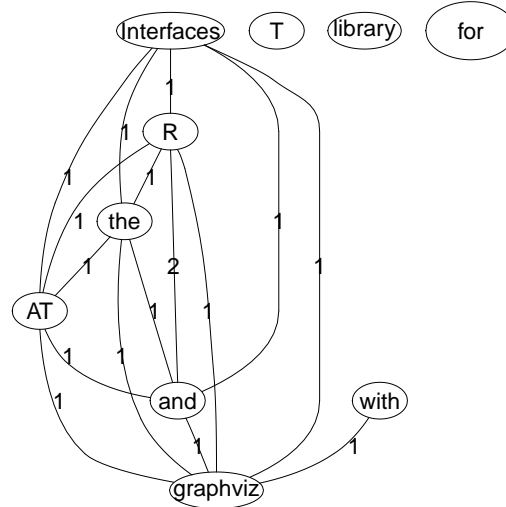 Interfaces T library for
1
R
1 1
1 1
1 1 2 1 1
the
AT
1 1
1 1 1
and with
1 1
graphviz